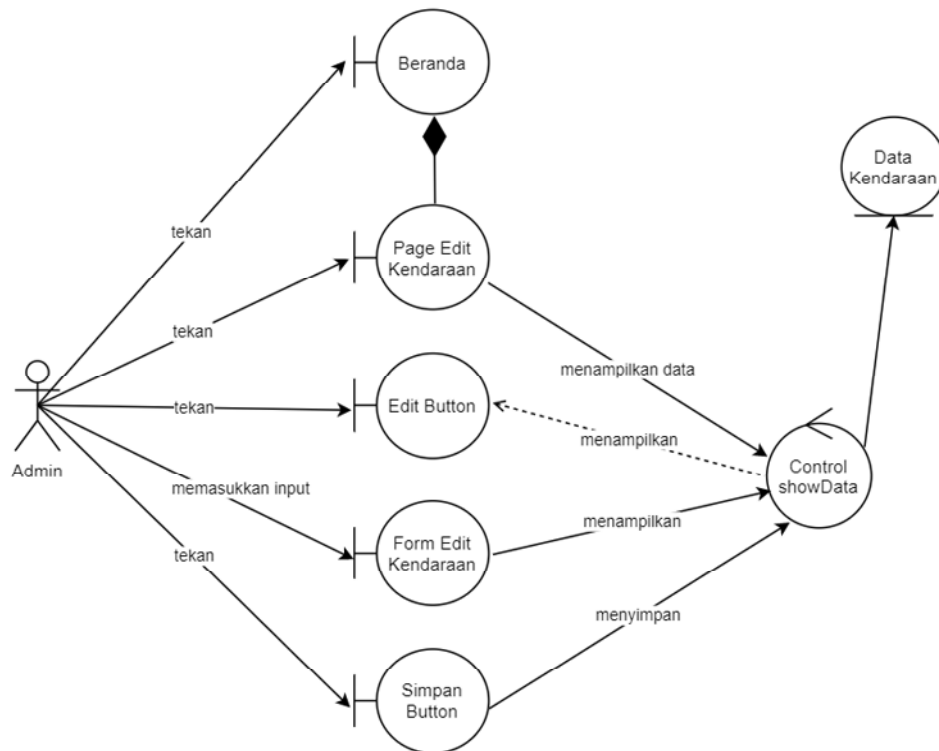 Beranda
Data
Kendaraan
tekan
Page Edit
Kendaraan
tekan
menampilkan data
Edit Button
tekan
menampilkan
Admin
Control
showData
memasukkan input
menampilkan
Form Edit
Kendaraan
tekan
menyimpan
Simpan
Button